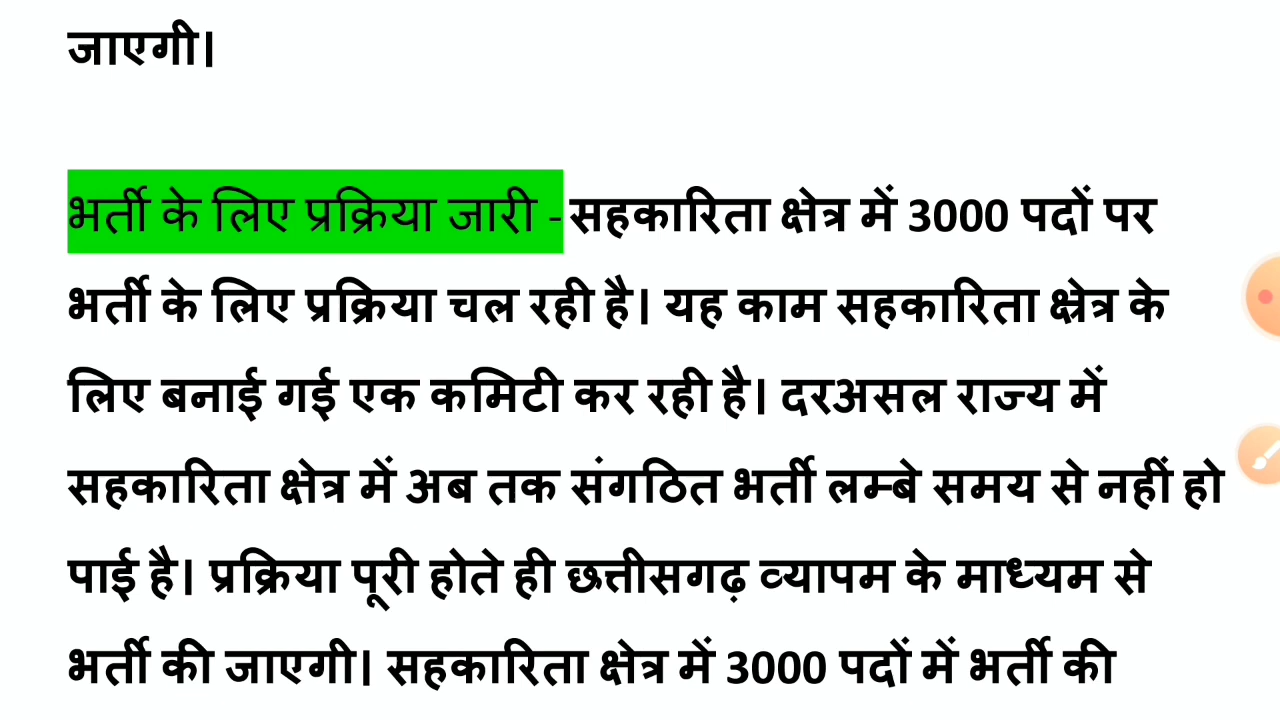 जाएगी।
भर्ती के लिए प्रक्रिया जारी - सहकारिता क्षेत्र में 3000 पदों पर
भर्ती के लिए प्रक्रिया चल रही है। यह काम सहकारिता क्षेत्र के
लिए बनाई गई एक कमिटी कर रही है। दरअसल राज्य में
सहकारिता क्षेत्र में अब तक संगठित भर्ती लम्बे समय से नहीं हो
पाई है। प्रक्रिया पूरी होते ही छत्तीसगढ़ व्यापम के माध्यम से
भर्ती की जाएगी। सहकारिता क्षेत्र में 3000 पदों में भर्ती की